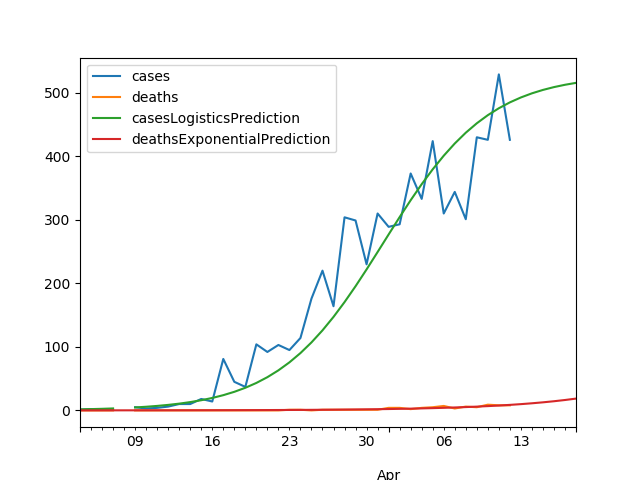 cases
deaths
casesLogisticsPrediction
deathsExponentialPrediction
500
400
300
200
100
0
09 16 23 30 06 13
Apr